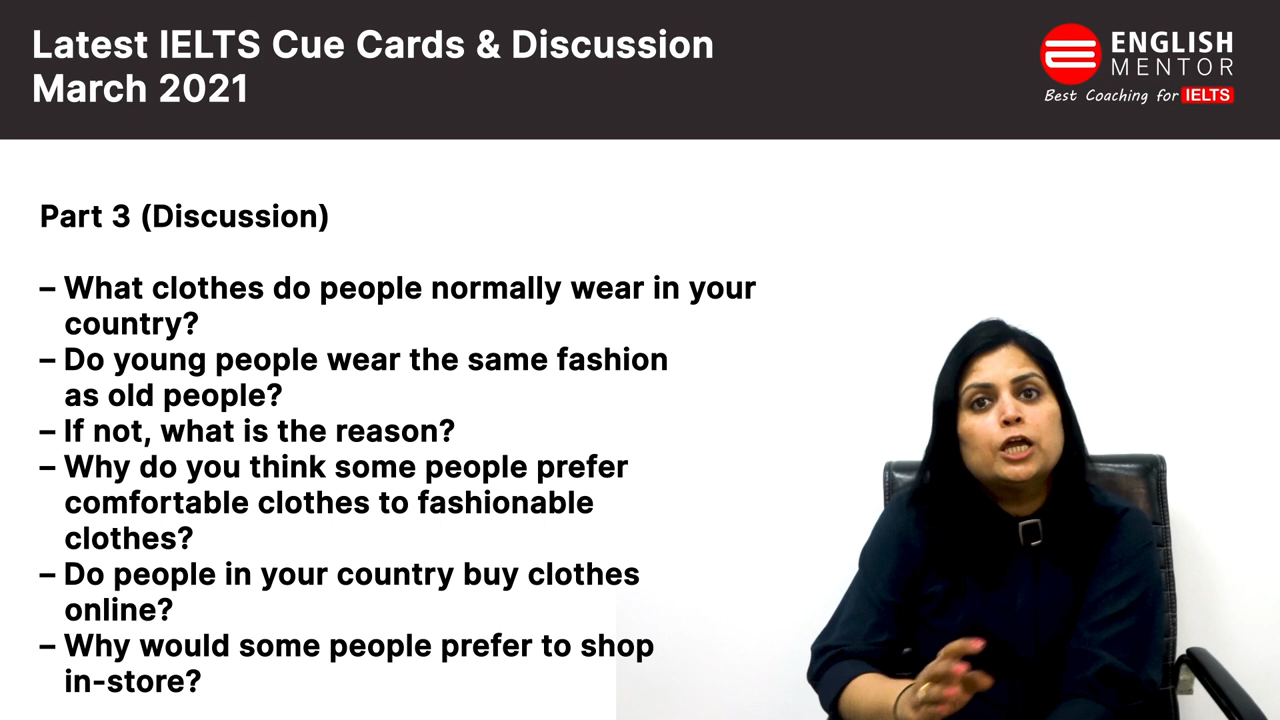 Latest IELTS Cue Cards & Discussion
March 2021
ENGLISH
MENTOR
Best Coaching for IELTS
Part 3 (Discussion)
– What clothes do people normally wear in your
country?
– Do young people wear the same fashion
as old people?
– If not, what is the reason?
– Why do you think some people prefer
comfortable clothes to fashionable
clothes?
– Do people in your country buy clothes
online?
– Why would some people prefer to shop
in-store?